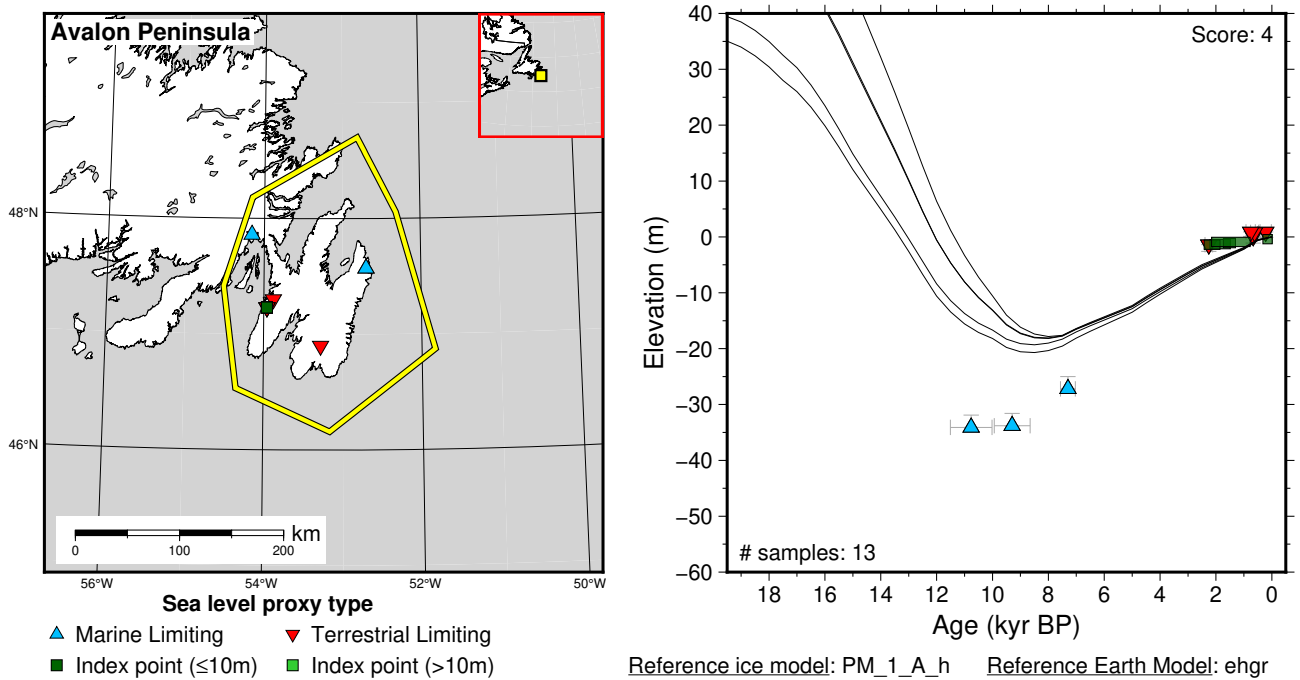 Avalon Peninsula
48°N
46°N
km
0 100 200
56°W 54°W 52°W 50°W
Sea level proxy type
Marine Limiting
Terrestrial Limiting
Index point (≤10m)
Index point (>10m)
Score: 4
40
30
20
10
0
−10
−20
−30
−40
−50
−60
Elevation (m)
# samples: 13
18 16 14 12 10 8 6 4 2 0
Age (kyr BP)
Reference ice model: PM_1_A_h
Reference Earth Model: ehgr